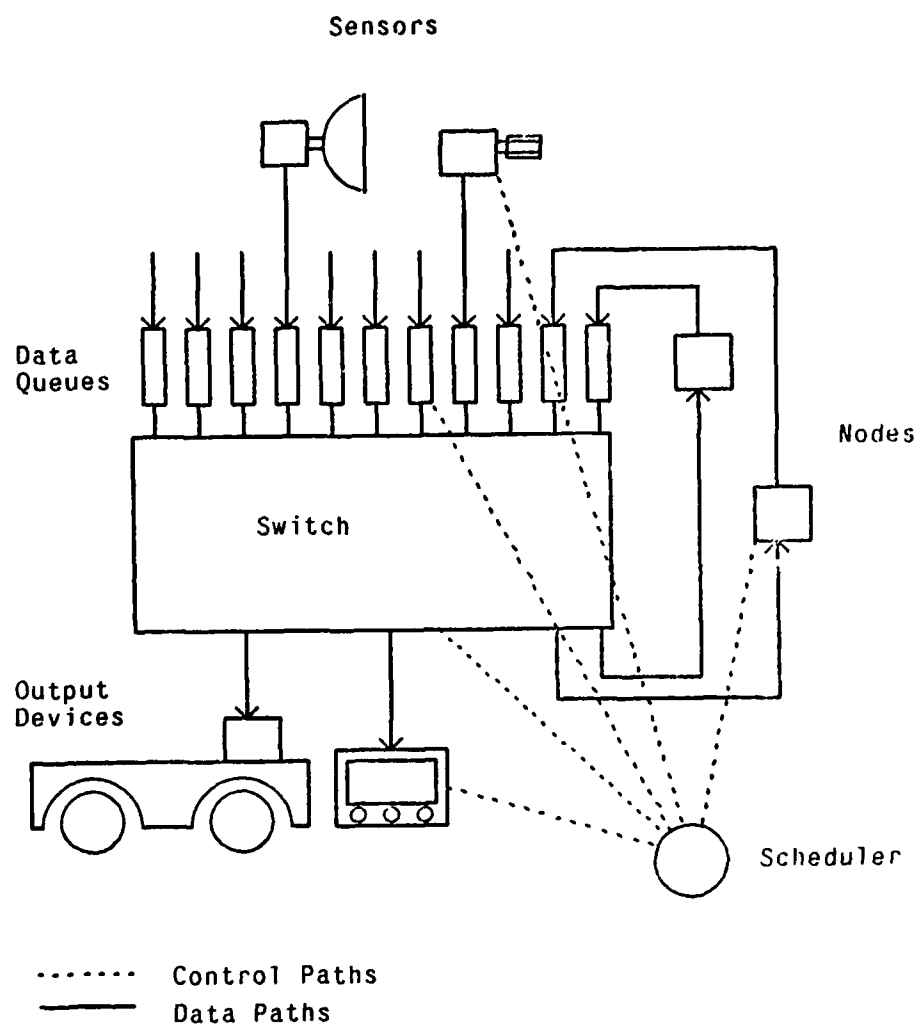 Sensors
Data
Queues
Nodes
Switch
Output
Devices
Scheduler
Control Paths
Data Paths